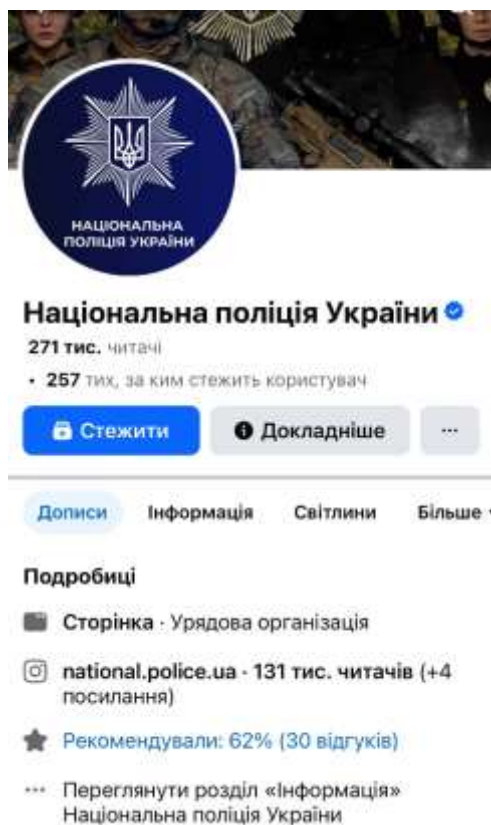 НАЦІОНАЛЬНА
ПОЛІЦІЯ УКРАЇНИ
Національна поліція України
271 тис. читачі
• 257 тих, за ким стежить користувач
Стежити
Докладніше
...
Дописи
Інформація
Світлини
Більше
Подробиці
Сторінка · Урядова організація
national.police.ua · 131 тис. читачів (+4
посилання)
Рекомендували: 62% (30 відгуків)
... Переглянути розділ «Інформація»
Національна поліція України